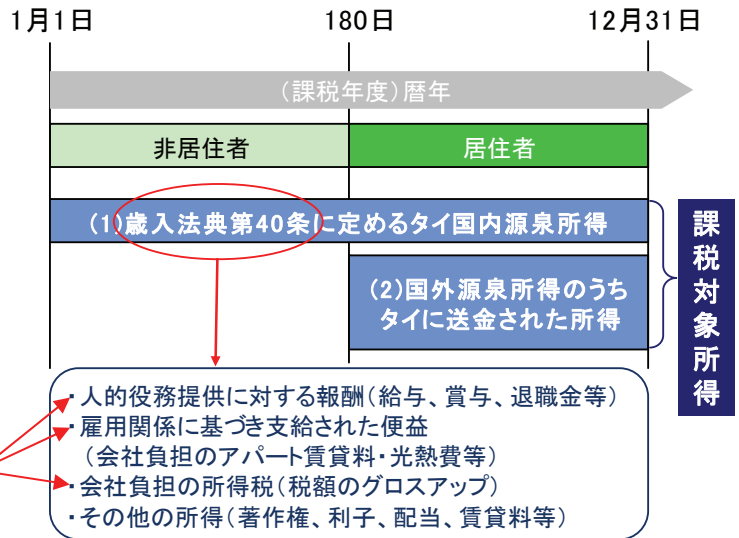 1月1日
180日
12月31日
(課税年度)暦年
非居住者
居住者
(1)歳入法典第40条に定めるタイ国内源泉所得
(2)国外源泉所得のうち
タイに送金された所得
課税対象所得
・人的役務提供に対する報酬(給与、賞与、退職金等)
・雇用関係に基づき支給された便益
(会社負担のアパート賃貸料・光熱費等)
・会社負担の所得税(税額のグロスアップ)
・その他の所得(著作権、利子、配当、賃貸料等)